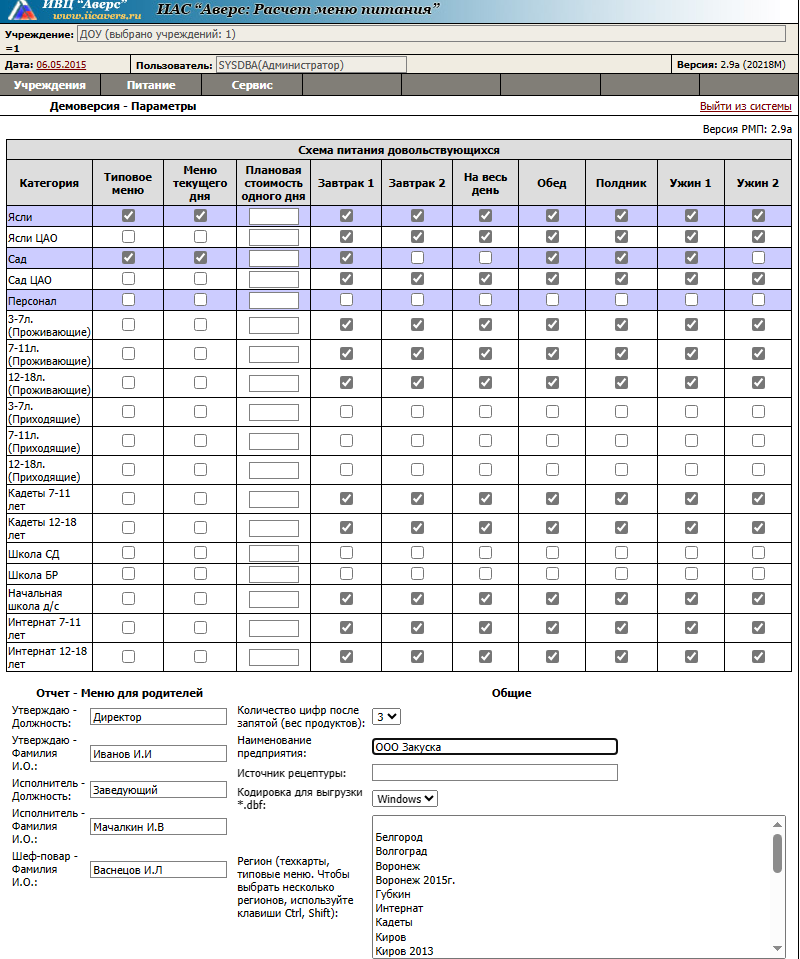 ИВЦ "Аверс"
www.iicavers.ru
ИАС "Аверс: Расчет меню питания"
Учреждение: ДОУ (выбрано учреждений: 1)
=1
Дата: 06.05.2015 Пользователь: SYSDBA(Администратор) Версия: 2.9a (20218M)
Учреждения Питание Сервис
Демоверсия - Параметры Выйти из системы
Версия РМП: 2.9a
Схема питания довольствующихся
Категория Типовое меню Меню текущего дня Плановая стоимость одного дня Завтрак 1 Завтрак 2 На весь день Обед Полдник Ужин 1 Ужин 2
Ясли
Ясли ЦАО
Сад
Сад ЦАО
Персонал
3-7л.
(Проживающие)
7-11л.
(Проживающие)
12-18л.
(Проживающие)
3-7л.
(Приходящие)
7-11л.
(Приходящие)
12-18л.
(Приходящие)
Кадеты 7-11
лет
Кадеты 12-18
лет
Школа СД
Школа БР
Начальная
школа д/с
Интернат 7-11
лет
Интернат 12-18
лет
Отчет - Меню для родителей
Утверждаю -
Должность: Директор
Утверждаю -
Фамилия
И.О.: Иванов И.И
Исполнитель -
Должность: Заведующий
Исполнитель -
Фамилия
И.О.: Мачалкин И.В
Шеф-повар -
Фамилия
И.О.: Васнецов И.Л
Общие
Количество цифр после
запятой (вес продуктов): 3
Наименование
предприятия: ООО Закуска
Источник рецептуры:
Кодировка для выгрузки
*.dbf: Windows
Регион (техкарты,
типовые меню. Чтобы
выбрать несколько
регионов, используйте
клавиши Ctrl, Shift):
Белгород
Волгоград
Воронеж
Воронеж 2015г.
Губкин
Интернат
Кадеты
Киров
Киров 2013